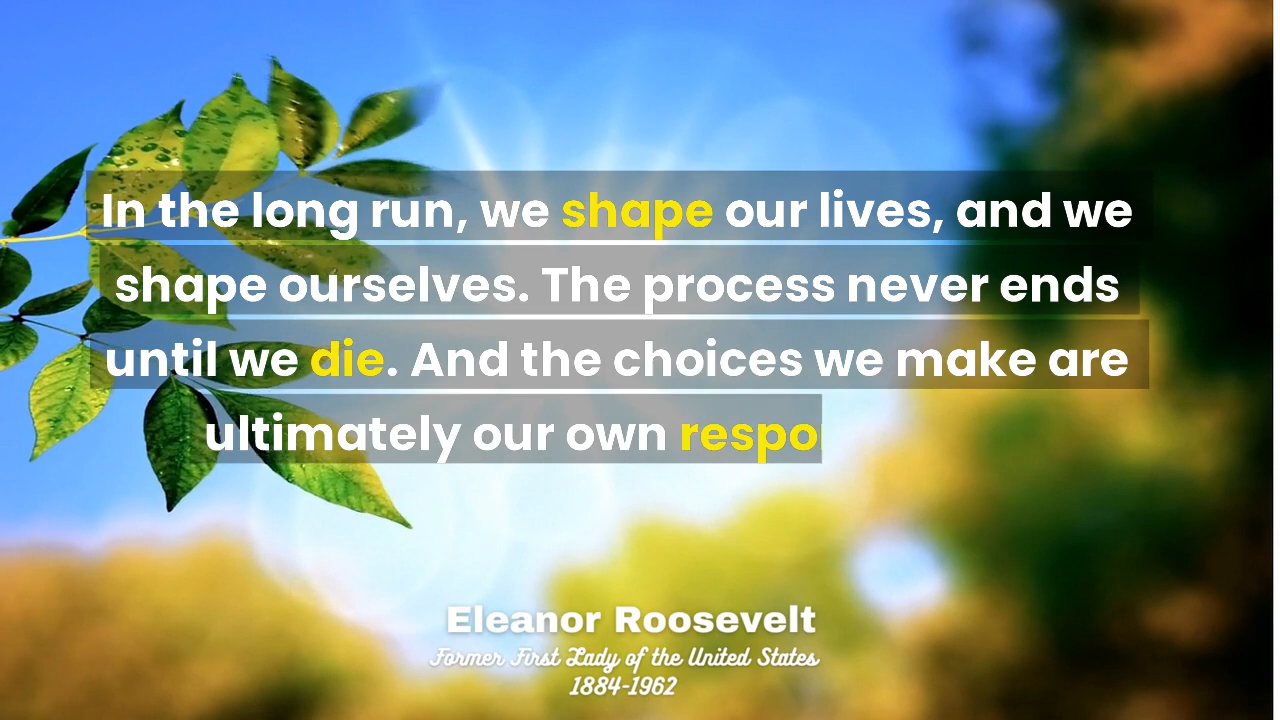 In the long run, we shape our lives, and we
shape ourselves. The process never ends
until we die. And the choices we make are
ultimately our own respo
Eleanor Roosevelt
Former First Lady of the United States
1884-1962